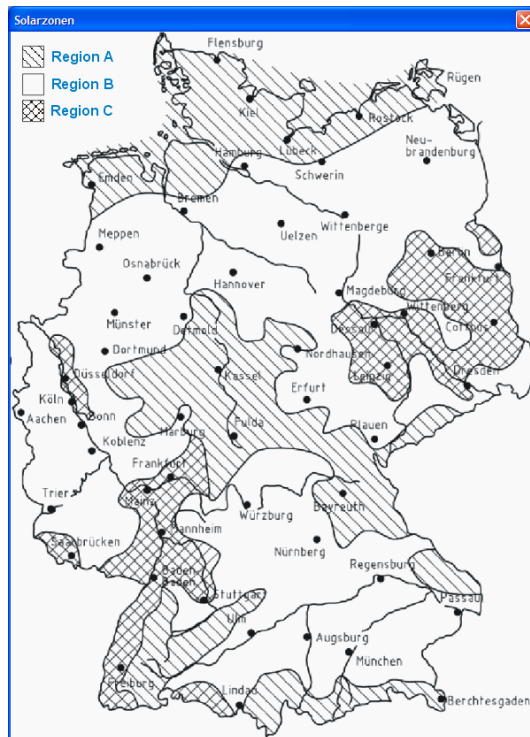 Solarzonen
Region A
Region B
Region C
Flensburg
Rügen
Kiel
Rostock
Lübeck
Neu-
brandenburg
Hamburg
Schwerin
Emden
Bremen
Wittenberge
Uelzen
Meppen
Berlin
Osnabrück
Hannover
Frankfurt
Magdeburg
Wittenberg
Münster
Detmold
Dessau
Cottbus
Dortmund
Nordhausen
Leipzig
Düsseldorf
Kassel
Dresden
Köln
Erfurt
Aachen
Bonn
Marburg
Fulda
Plauen
Koblenz
Frankfurt
Trier
Mainz
Würzburg
Bayreuth
Mannheim
Nürnberg
Saarbrücken
Baden
Baden
Regensburg
Stuttgart
Passau
Ulm
Augsburg
München
Freiburg
Lindau
Berchtesgaden